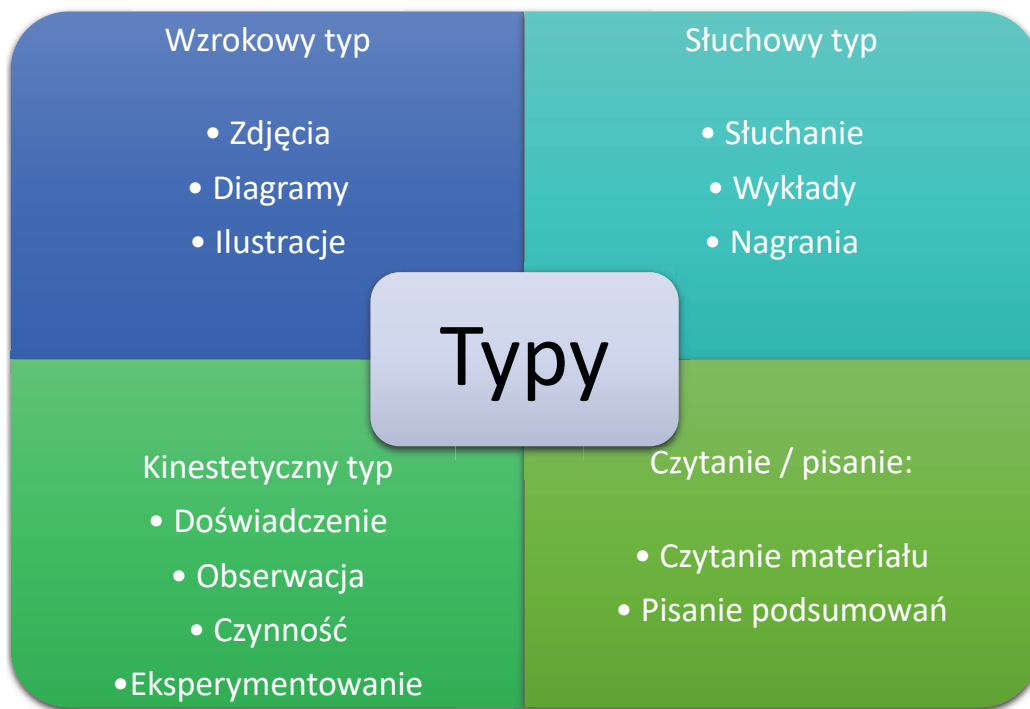 Wzrokowy typ
• Zdjęcia
• Diagramy
• Ilustracje
Słuchowy typ
• Słuchanie
• Wykłady
• Nagrania
Typy
Kinestetyczny typ
• Doświadczenie
• Obserwacja
• Czynność
•Eksperymentowanie
Czytanie / pisanie:
• Czytanie materiału
• Pisanie podsumowań